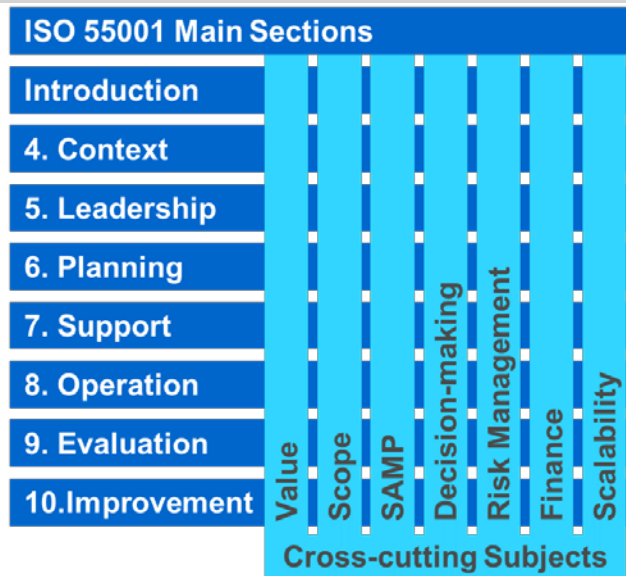 ISO 55001 Main Sections
Introduction
4. Context
5. Leadership
6. Planning
7. Support
8. Operation
9. Evaluation
10.Improvement
Value
Scope
SAMP
Decision-making
Risk Management
Finance
Scalability
Cross-cutting Subjects